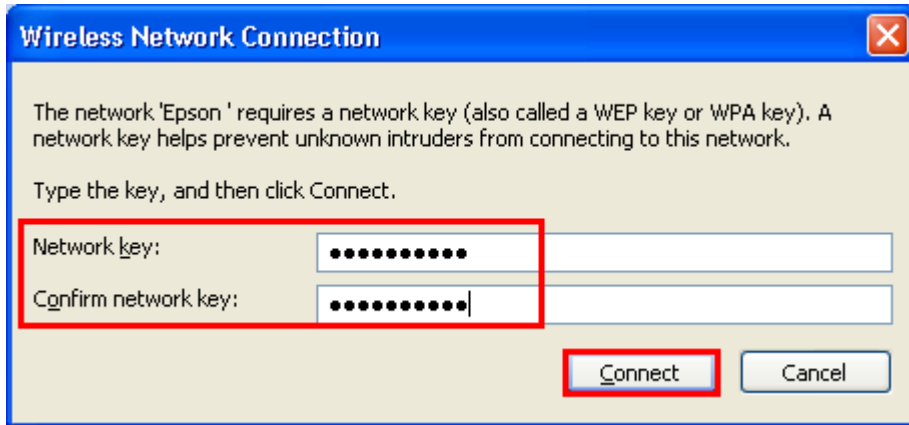 Wireless Network Connection
The network 'Epson ' requires a network key (also called a WEP key or WPA key). A
network key helps prevent unknown intruders from connecting to this network.
Type the key, and then click Connect.
Network key: ••••••••••
Confirm network key: ••••••••••
Connect Cancel